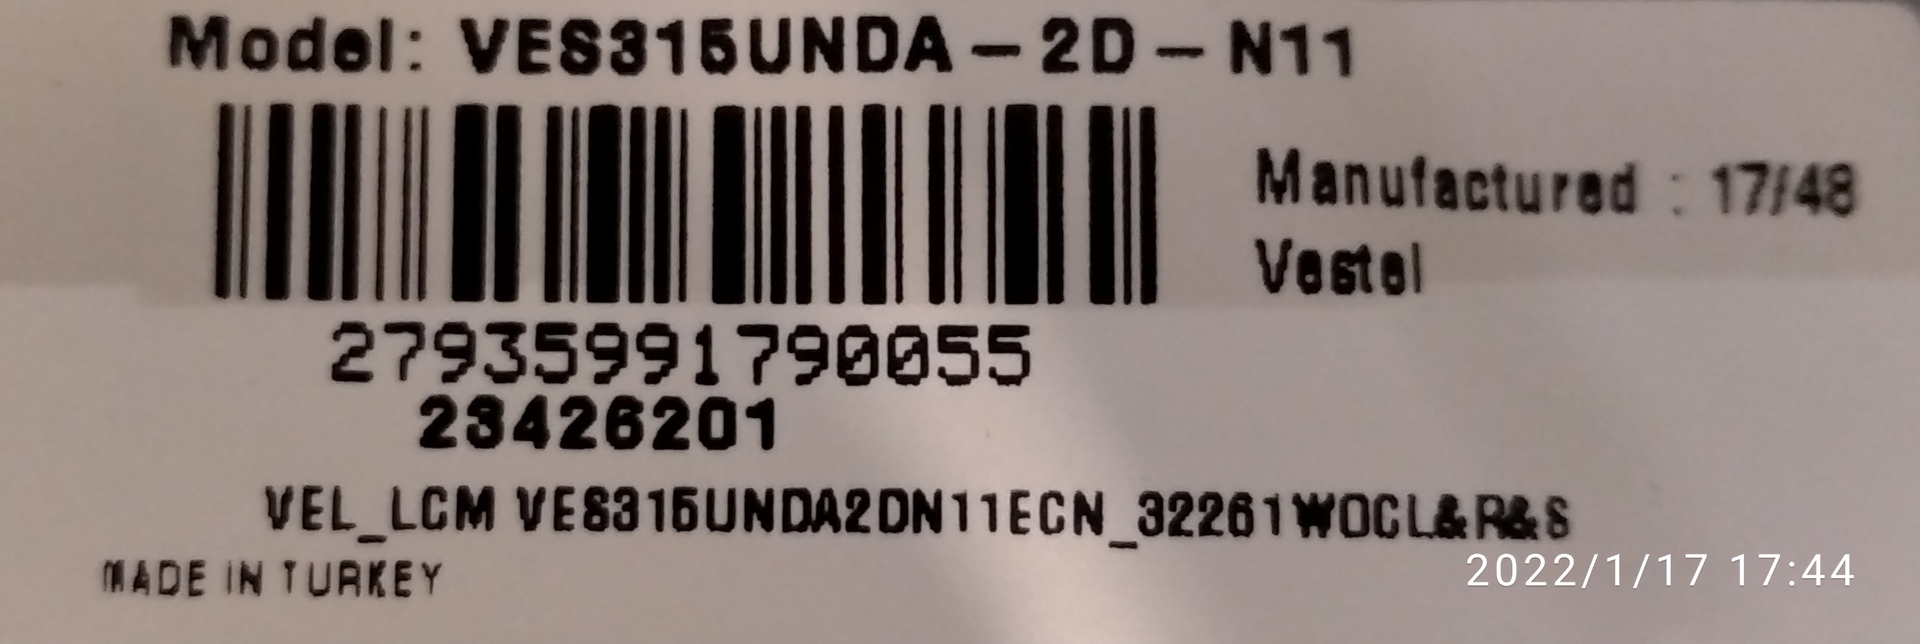 Model: VES315UNDA-2D-N11
Manufactured : 17/48
Vestel
27935991790055
23426201
VEL_LCM VES315UNDA2DN11ECN_32261WOCL&R&S
MADE IN TURKEY
2022/1/17 17:44